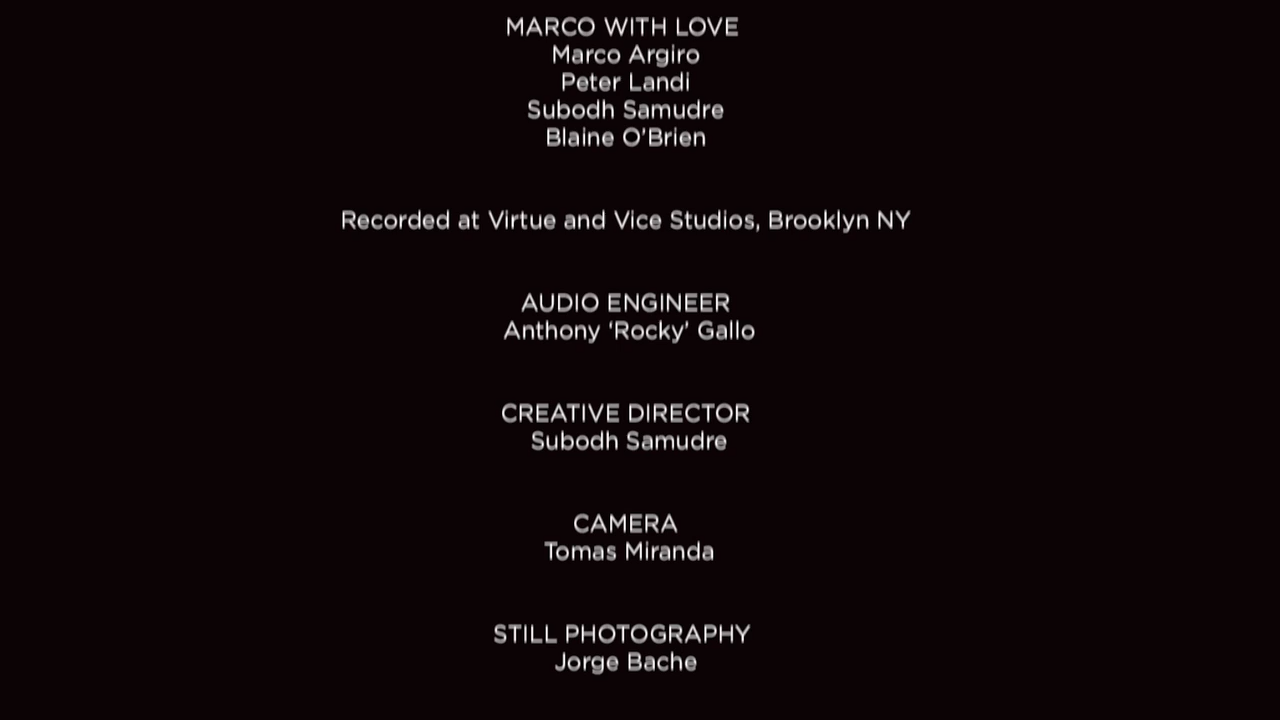 MARCO WITH LOVE
Marco Argiro
Peter Landi
Subodh Samudre
Blaine O'Brien
Recorded at Virtue and Vice Studios, Brooklyn NY
AUDIO ENGINEER
Anthony ‘Rocky’ Gallo
CREATIVE DIRECTOR
Subodh Samudre
CAMERA
Tomas Miranda
STILL PHOTOGRAPHY
Jorge Bache